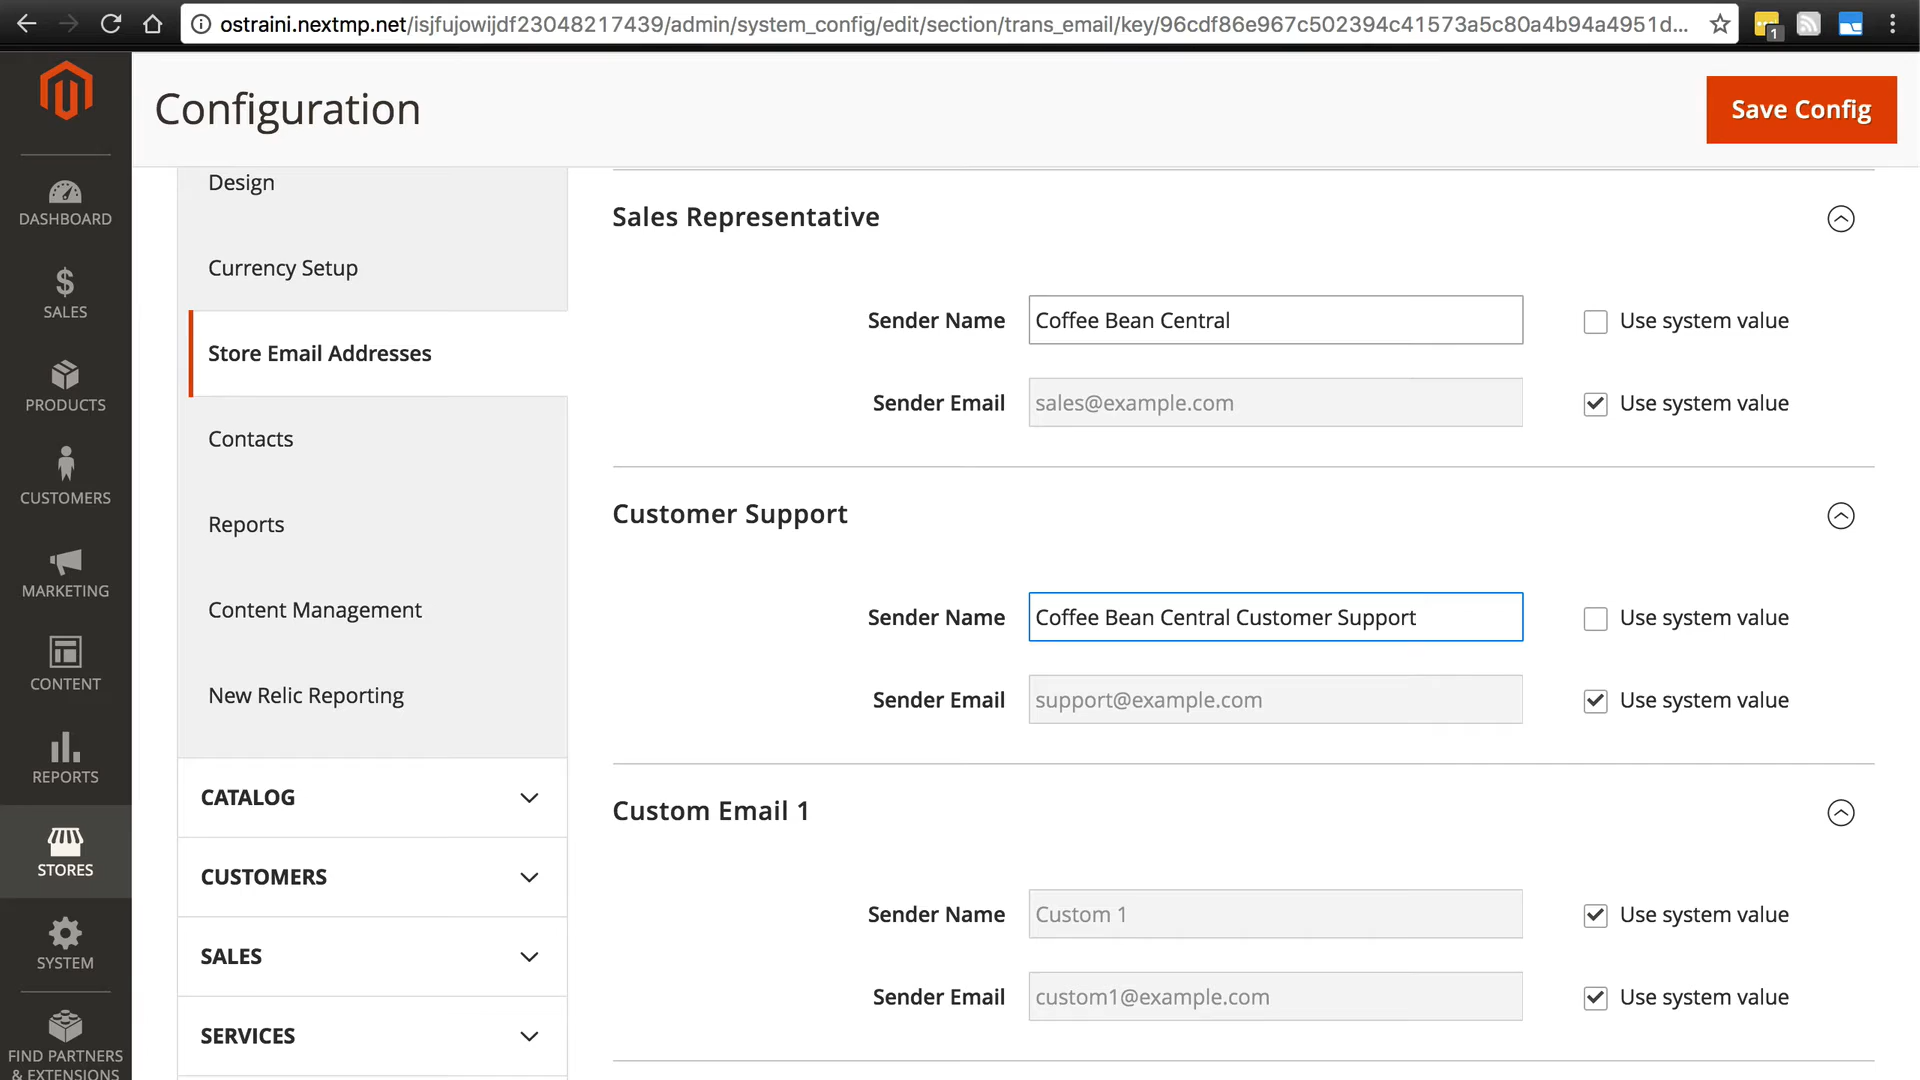 ostraini.nextmp.net/isjfujowijdf23048217439/admin/system_config/edit/section/trans_email/key/96cdf86e967c502394c41573a5c80a4b94a4951d...
1
Configuration
Save Config
DASHBOARD
SALES
PRODUCTS
CUSTOMERS
MARKETING
CONTENT
REPORTS
STORES
SYSTEM
FIND PARTNERS
& EXTENSIONS
Design
Currency Setup
Store Email Addresses
Contacts
Reports
Content Management
New Relic Reporting
CATALOG
CUSTOMERS
SALES
SERVICES
Sales Representative
Sender Name Coffee Bean Central Use system value
Sender Email sales@example.com Use system value
Customer Support
Sender Name Coffee Bean Central Customer Support Use system value
Sender Email support@example.com Use system value
Custom Email 1
Sender Name Custom 1 Use system value
Sender Email custom1@example.com Use system value